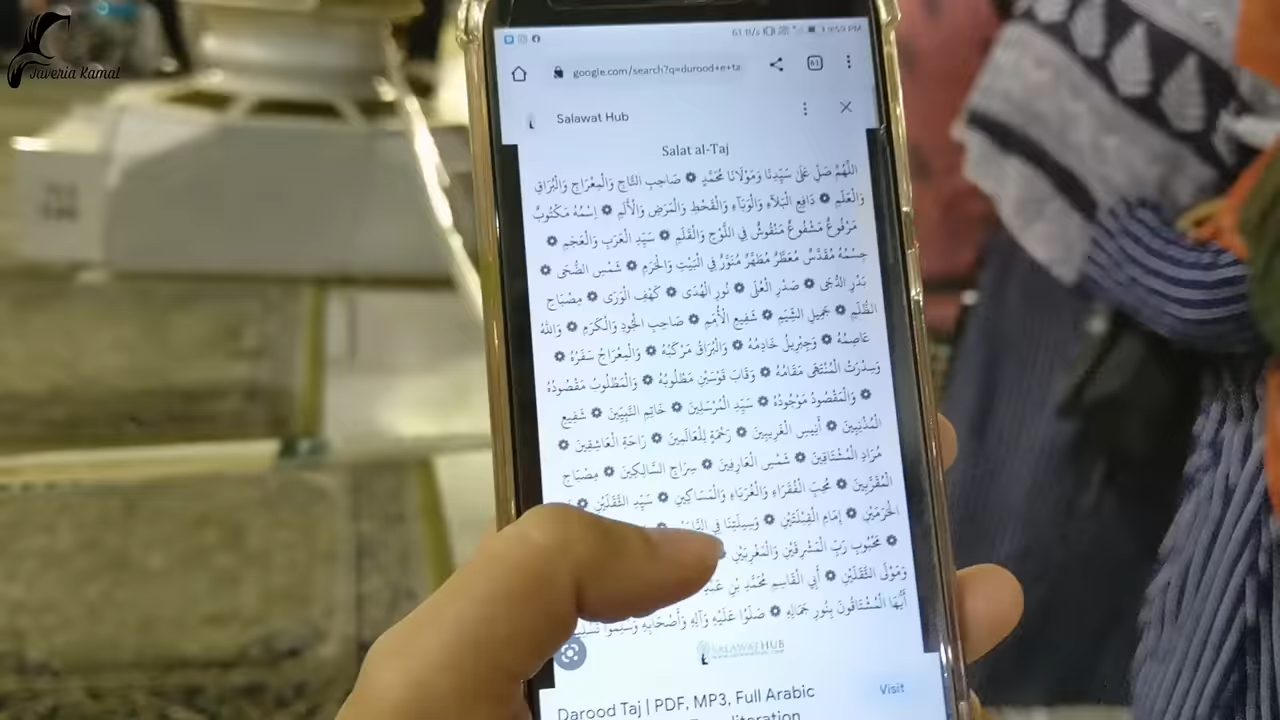 Javeria Kamal
9:59 PM
google.com/search?q=durood+e+ta
61
Salawat Hub
Salat al-Taj
اللّٰهُمَّ صَلِّ عَلَىٰ سَيِّدِنَا وَمَوْلَانَا مُحَمَّدٍ ۞ صَاحِبِ التَّاجِ وَالْمِعْرَاجِ وَالْبُرَاقِ
وَالْعَلَمِ ۞ دَافِعِ الْبَلَاءِ وَالْوَبَاءِ وَالْقَحْطِ وَالْمَرَضِ وَالْأَلَمِ ۞ اِسْمُهُ مَكْتُوبٌ
مَرْفُوعٌ مَشْفُوعٌ مَنْقُوشٌ فِي اللَّوْحِ وَالْقَلَمِ ۞ سَيِّدِ الْعَرَبِ وَالْعَجَمِ ۞
جِسْمُهُ مُقَدَّسٌ مُعَطَّرٌ مُطَهَّرٌ مُنَوَّرٌ فِي الْبَيْتِ وَالْحَرَمِ ۞ شَمْسِ الضُّحَى ۞
بَدْرِ الدُّجَى ۞ صَدْرِ الْعُلَى ۞ نُورِ الْهُدَى ۞ كَهْفِ الْوَرَى ۞ مِصْبَاحِ
الظُّلَمِ ۞ جَمِيلِ الشِّيَمِ ۞ شَفِيعِ الْأُمَمِ ۞ صَاحِبِ الْجُودِ وَالْكَرَمِ ۞ وَاللهُ
عَاصِمُهُ ۞ وَجِبْرِيلُ خَادِمُهُ ۞ وَالْبُرَاقُ مَرْكَبُهُ ۞ وَالْمِعْرَاجُ سَفَرُهُ ۞
وَسِدْرَةُ الْمُنْتَهَى مَقَامُهُ ۞ وَقَابَ قَوْسَيْنِ مَطْلُوبُهُ ۞ وَالْمَطْلُوبُ مَقْصُودُهُ
۞ وَالْمَقْصُودُ مَوْجُودُهُ ۞ سَيِّدِ الْمُرْسَلِينَ ۞ خَاتِمِ النَّبِيِّينَ ۞ شَفِيعِ
الْمُذْنِبِينَ ۞ أَنِيسِ الْغَرِيبِينَ ۞ رَحْمَةٍ لِلْعَالَمِينَ ۞ رَاحَةِ الْعَاشِقِينَ ۞
مُرَادِ الْمُشْتَاقِينَ ۞ شَمْسِ الْعَارِفِينَ ۞ سِرَاجِ السَّالِكِينَ ۞ مِصْبَاحِ
الْمُقَرَّبِينَ ۞ مُحِبِّ الْفُقَرَاءِ وَالْغُرَبَاءِ وَالْمَسَاكِينِ ۞ سَيِّدِ الثَّقَلَيْنِ ۞
الْحَرَمَيْنِ ۞ إِمَامِ الْقِبْلَتَيْنِ ۞ وَسِيلَتِنَا فِي
۞ مَحْبُوبِ رَبِّ الْمَشْرِقَيْنِ وَالْمَغْرِبَيْنِ ۞
وَمَوْلَى الثَّقَلَيْنِ ۞ أَبِي الْقَاسِمِ مُحَمَّدِ بْنِ
أَيُّهَا الْمُشْتَاقُونَ بِنُورِ جَمَالِهِ ۞ صَلُّوا عَلَيْهِ وَآلِهِ وَأَصْحَابِهِ وَسَلِّمُوا
SALAWATHUB
Darood Taj | PDF, MP3, Full Arabic
Visit